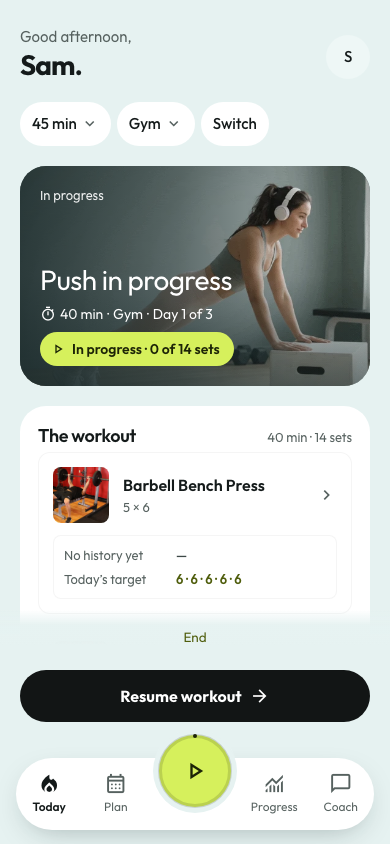 Good afternoon,
Sam.
S
45 min
Gym
Switch
In progress
Push in progress
40 min · Gym · Day 1 of 3
In progress · 0 of 14 sets
The workout
40 min · 14 sets
Barbell Bench Press
5 × 6
No history yet
—
Today's target
6 · 6 · 6 · 6 · 6
End
Resume workout
Today
Plan
Progress
Coach